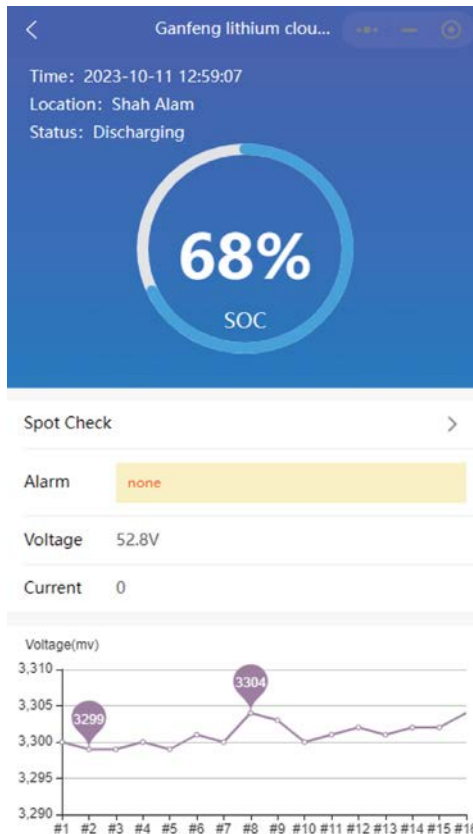 Ganfeng lithium clou...
Time: 2023-10-11 12:59:07
Location: Shah Alam
Status: Discharging
68%
SOC
Spot Check
Alarm none
Voltage 52.8V
Current 0
Voltage(mv)
3,310
3,305
3,300
3,295
3,290
3299
3304
#1 #2 #3 #4 #5 #6 #7 #8 #9 #10 #11 #12 #13 #14 #15